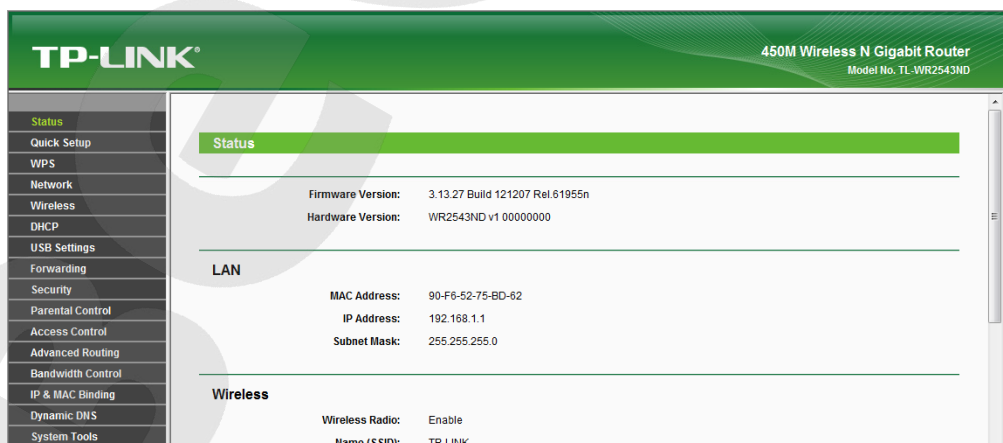 TP-LINK®
450M Wireless N Gigabit Router
Model No. TL-WR2543ND
Status
Quick Setup
WPS
Network
Wireless
DHCP
USB Settings
Forwarding
Security
Parental Control
Access Control
Advanced Routing
Bandwidth Control
IP & MAC Binding
Dynamic DNS
System Tools
Status
Firmware Version: 3.13.27 Build 121207 Rel.61955n
Hardware Version: WR2543ND v1 00000000
LAN
MAC Address: 90-F6-52-75-BD-62
IP Address: 192.168.1.1
Subnet Mask: 255.255.255.0
Wireless
Wireless Radio: Enable
Name (SSID): TP-LINK